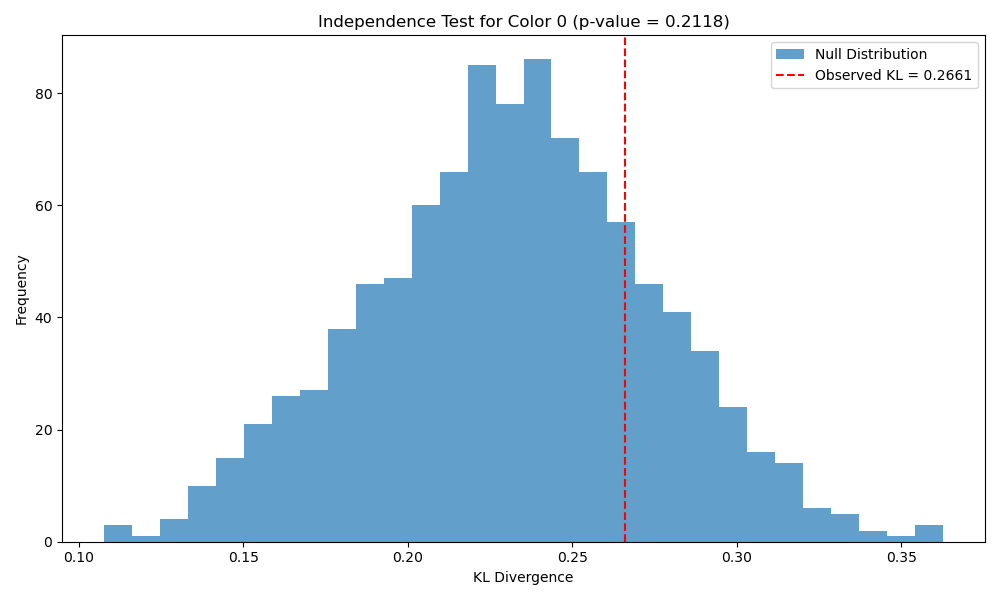 Independence Test for Color 0 (p-value = 0.2118)
Null Distribution
Observed KL = 0.2661
80
60
40
20
0
Frequency
0.10 0.15 0.20 0.25 0.30 0.35
KL Divergence